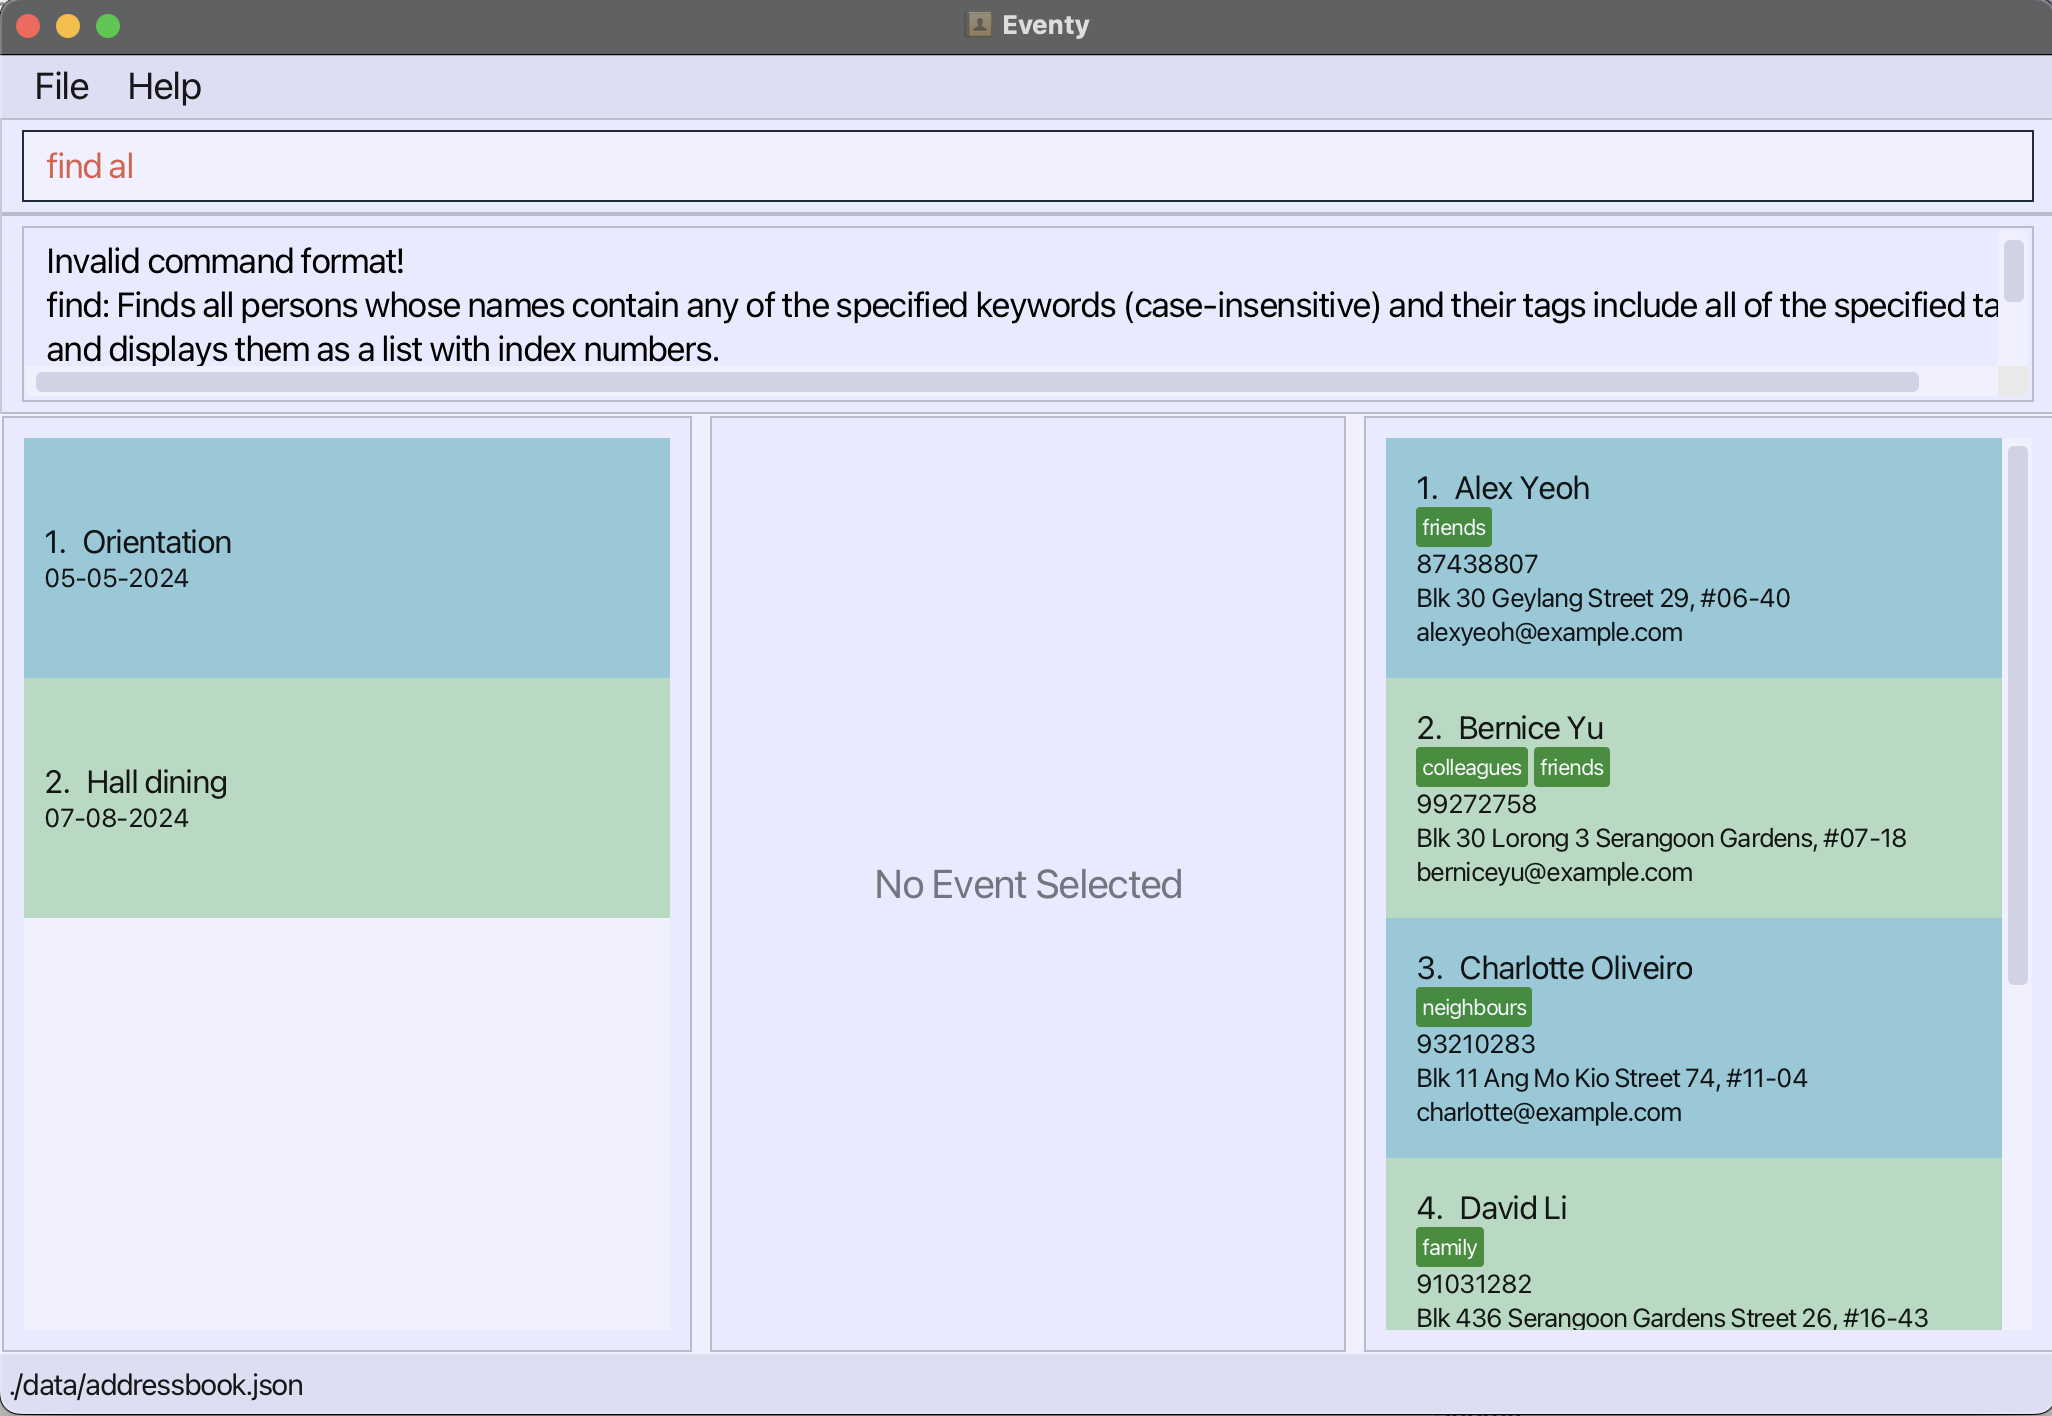 Eventy
File Help
find al
Invalid command format!
find: Finds all persons whose names contain any of the specified keywords (case-insensitive) and their tags include all of the specified ta
and displays them as a list with index numbers.
1. Orientation
05-05-2024
2. Hall dining
07-08-2024
No Event Selected
1. Alex Yeoh
friends
87438807
Blk 30 Geylang Street 29, #06-40
alexyeoh@example.com
2. Bernice Yu
colleagues friends
99272758
Blk 30 Lorong 3 Serangoon Gardens, #07-18
berniceyu@example.com
3. Charlotte Oliveiro
neighbours
93210283
Blk 11 Ang Mo Kio Street 74, #11-04
charlotte@example.com
4. David Li
family
91031282
Blk 436 Serangoon Gardens Street 26, #16-43
./data/addressbook.json